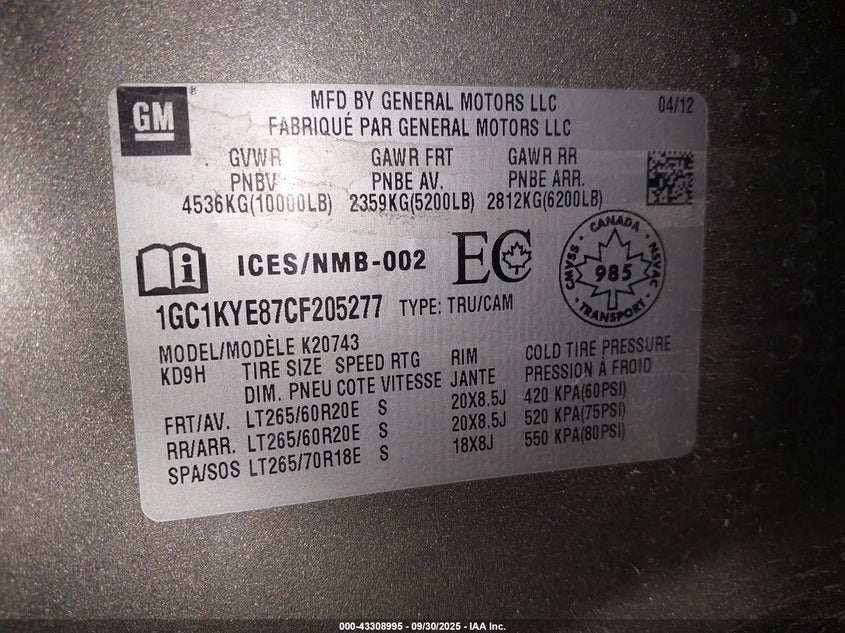 GM
MFD BY GENERAL MOTORS LLC 04/12
FABRIQUÉ PAR GENERAL MOTORS LLC
GVWR GAWR FRT GAWR RR
PNBV PNBE AV. PNBE ARR.
4536KG(10000LB) 2359KG(5200LB) 2812KG(6200LB)
i ICES/NMB-002 EC
CANADA
CMVSS 985 NSVAC
TRANSPORT
1GC1KYE87CF205277 TYPE: TRU/CAM
MODEL/MODÈLE K20743
KD9H TIRE SIZE SPEED RTG RIM COLD TIRE PRESSURE
DIM. PNEU COTE VITESSE JANTE PRESSION À FROID
FRT/AV. LT265/60R20E S 20X8.5J 420 KPA(60PSI)
RR/ARR. LT265/60R20E S 20X8.5J 520 KPA(75PSI)
SPA/SOS LT265/70R18E S 18X8J 550 KPA(80PSI)
000-43308995 - 09/30/2025 - IAA Inc.